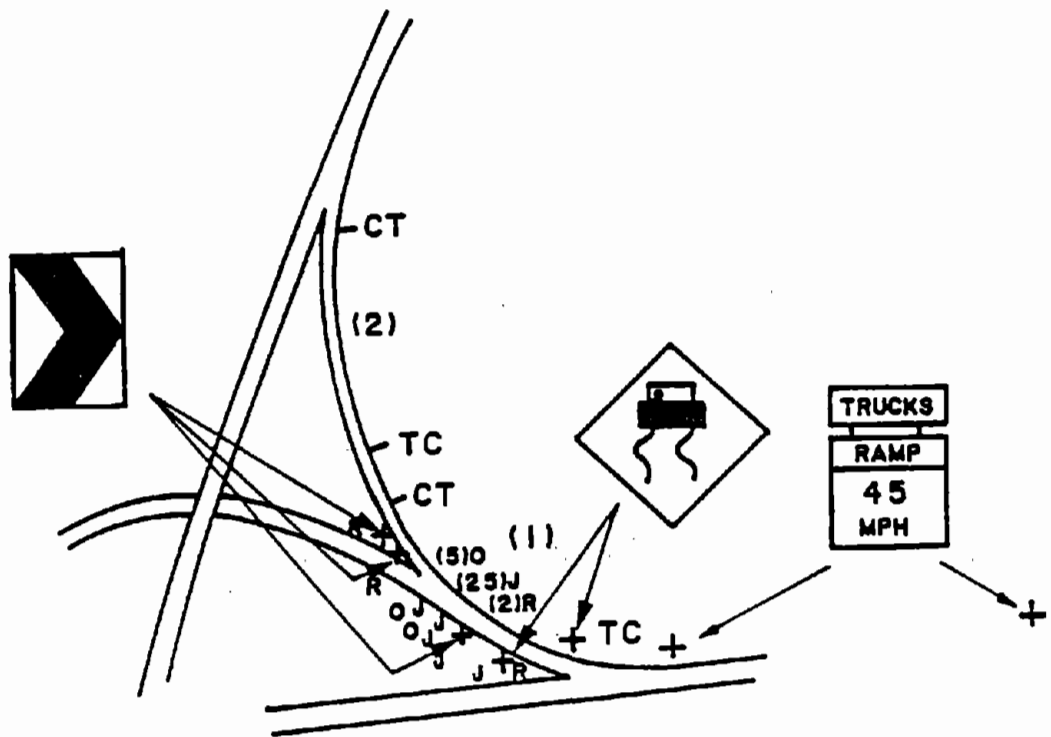 CT
(2)
TRUCKS
RAMP
45
MPH
TC
CT
(1)
(5)O
(25)J
(2)R
R
O J
J
O J
J
TC
J R